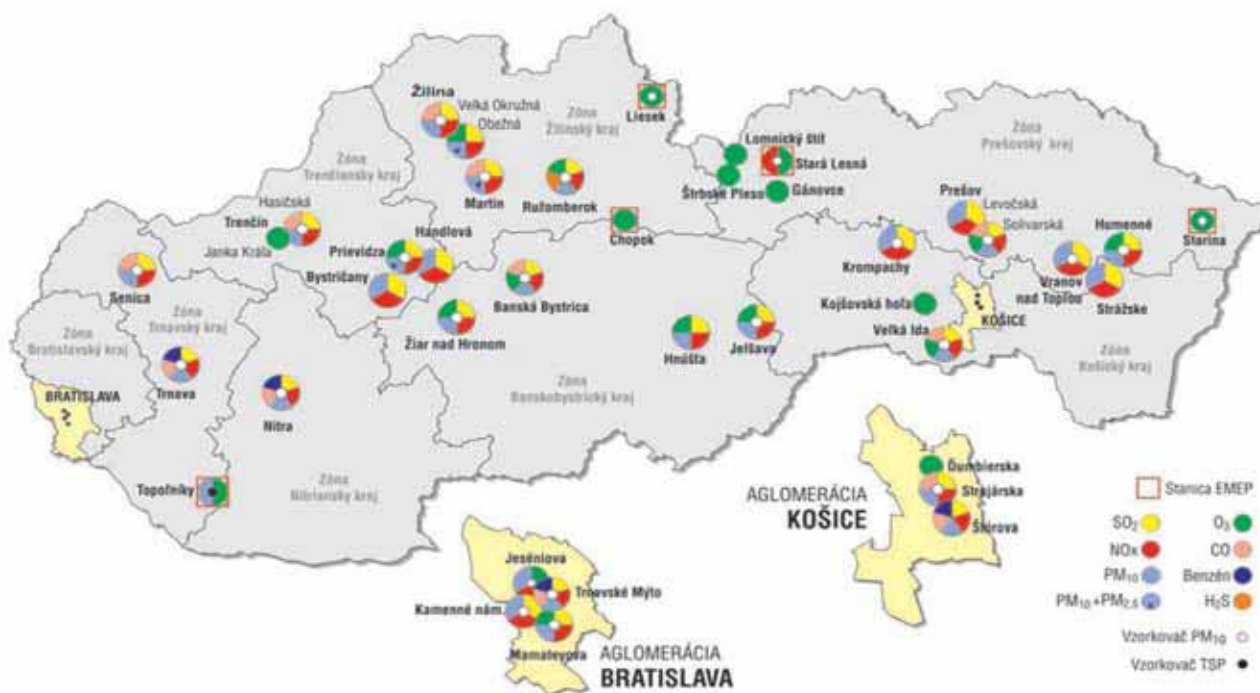 Žilina
Velká Okružná
Obežná
Zóna
Žilinský kraj
Liesek
Lomnický štít
Stará Lesná
Štrbské Pleso
Gánovce
Zóna
Prešovský kraj
Zóna
Trenčiansky kraj
Martin
Ružomberok
Chopok
Prešov
Levočská
Solivarská
Humenné
Starina
Hasičská
Trenčín
Janka Kráľa
Handlová
Prievidza
Bystričany
Krompachy
Vranov
nad Topľou
Strážske
Senica
Banská Bystrica
Kojšovská hoľa
KOŠICE
Zóna
Trnavský kraj
Zóna
Bratislavský kraj
Žiar nad Hronom
Hnúšťa
Jelšava
Velká Ida
Zóna
Košický kraj
Trnava
BRATISLAVA
Nitra
Zóna
Banskobystrický kraj
Topoľníky
Zóna
Nitriansky kraj
Ďumbierska
Strojárska
Štúrova
AGLOMERÁCIA
KOŠICE
Jeséniova
Trnavské Mýto
Kamenné nám.
Mamateyova
AGLOMERÁCIA
BRATISLAVA
Stanica EMEP
SO2 O3
NOx CO
PM10 Benzén
PM10+PM2,5 H2S
Vzorkovač PM10
Vzorkovač TSP